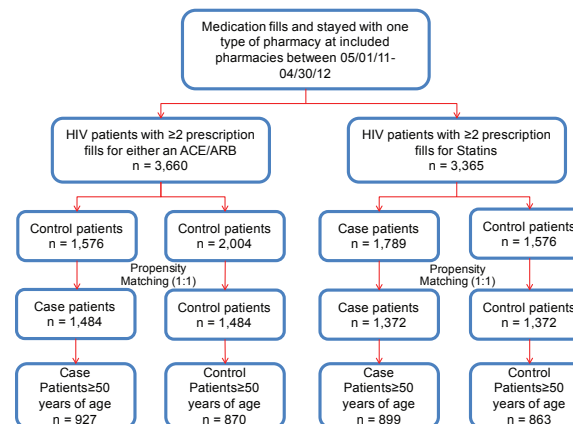 Medication fills and stayed with one
type of pharmacy at included
pharmacies between 05/01/11-
04/30/12
HIV patients with ≥2 prescription
fills for either an ACE/ARB
n = 3,660
HIV patients with ≥2 prescription
fills for Statins
n = 3,365
Control patients
n = 1,576
Control patients
n = 2,004
Case patients
n = 1,789
Control patients
n = 1,576
Propensity
Matching (1:1)
Propensity
Matching (1:1)
Case patients
n = 1,484
Control patients
n = 1,484
Case patients
n = 1,372
Control patients
n = 1,372
Case
Patients≥50
years of age
n = 927
Control
Patients≥50
years of age
n = 870
Case
Patients≥50
years of age
n = 899
Control
Patients≥50
years of age
n = 863